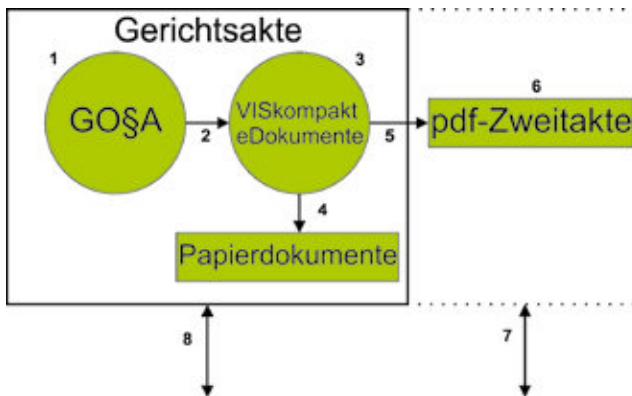 Gerichtsakte
1
3
6
GO§A
2
VISkompakt
eDokumente
5
pdf-Zweitakte
4
Papierdokumente
8
7